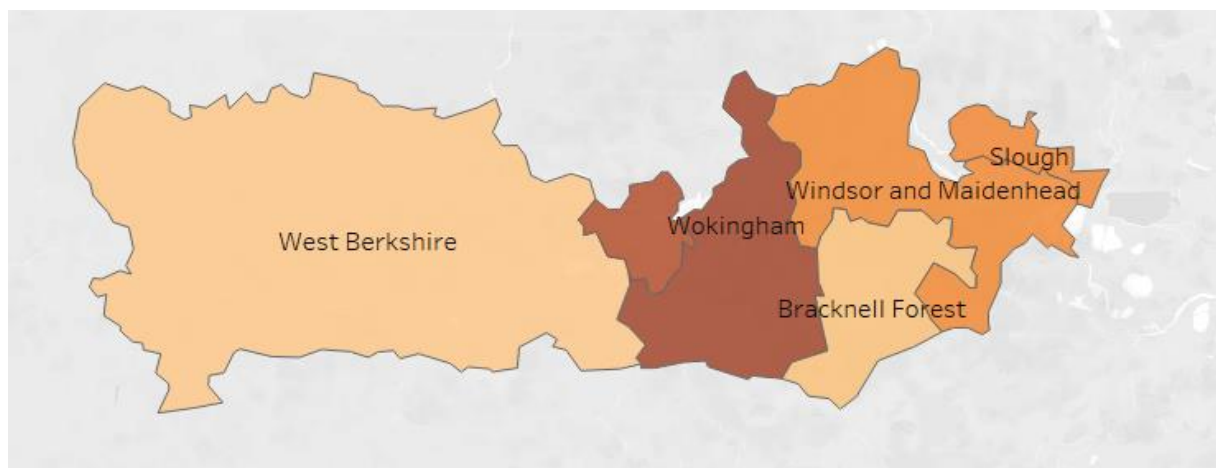 Slough
Windsor and Maidenhead
Wokingham
West Berkshire
Bracknell Forest